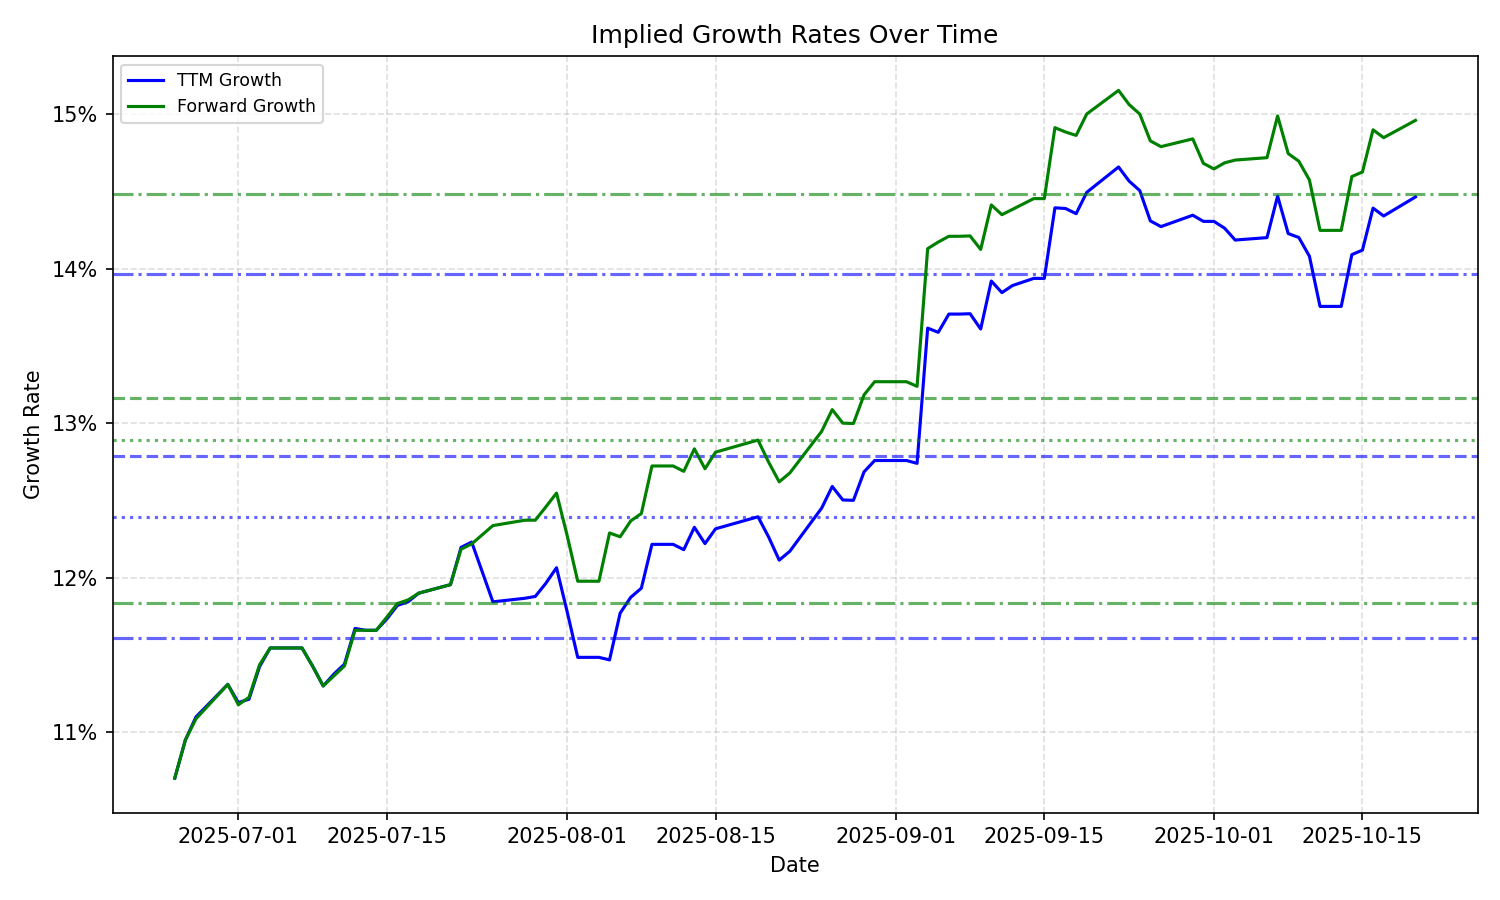 Implied Growth Rates Over Time
TTM Growth
Forward Growth
15%
14%
13%
12%
11%
Growth Rate
2025-07-01
2025-07-15
2025-08-01
2025-08-15
2025-09-01
2025-09-15
2025-10-01
2025-10-15
Date